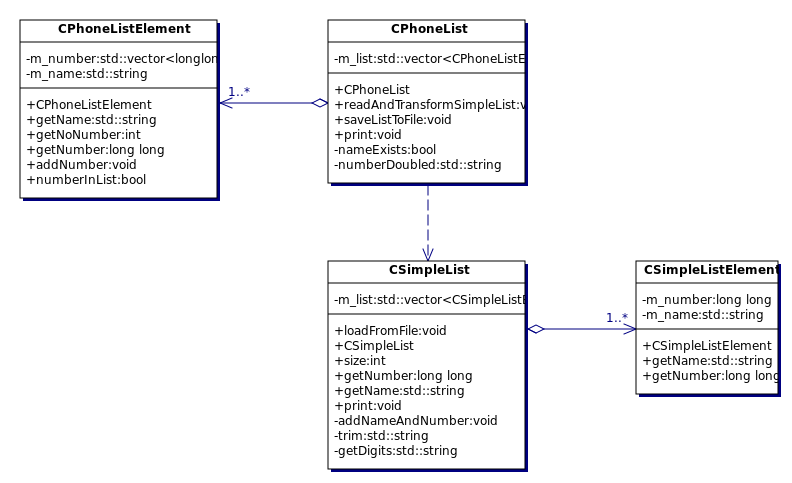 CPhoneListElement
-m_number:std::vector<longlon
-m_name:std::string
+CPhoneListElement
+getName:std::string
+getNoNumber:int
+getNumber:long long
+addNumber:void
+numberInList:bool
1..*
CPhoneList
-m_list:std::vector<CPhoneListE
+CPhoneList
+readAndTransformSimpleList:v
+saveListToFile:void
+print:void
-nameExists:bool
-numberDoubled:std::string
CSimpleList
-m_list:std::vector<CSimpleListE
+loadFromFile:void
+CSimpleList
+size:int
+getNumber:long long
+getName:std::string
+print:void
-addNameAndNumber:void
-trim:std::string
-getDigits:std::string
1..*
CSimpleListElement
-m_number:long long
-m_name:std::string
+CSimpleListElement
+getName:std::string
+getNumber:long long